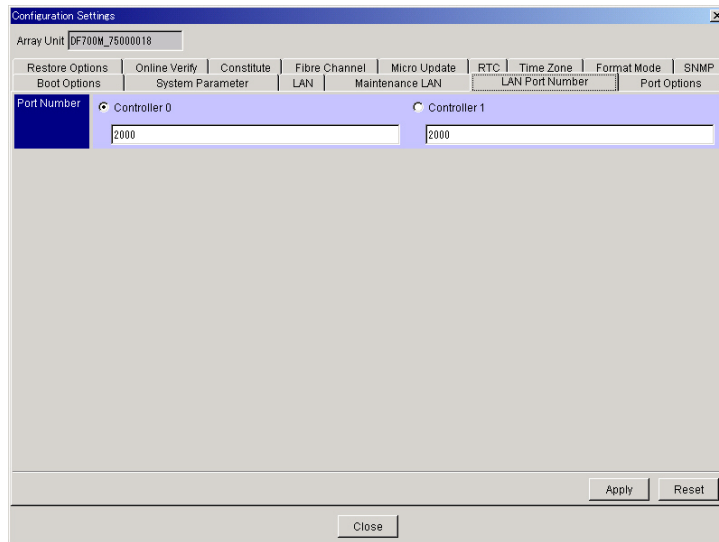 Configuration Settings
Array Unit DF700M_75000018
Restore Options Online Verify Constitute Fibre Channel Micro Update RTC Time Zone Format Mode SNMP
Boot Options System Parameter LAN Maintenance LAN LAN Port Number Port Options
Port Number Controller 0 Controller 1
2000 2000
Apply Reset
Close